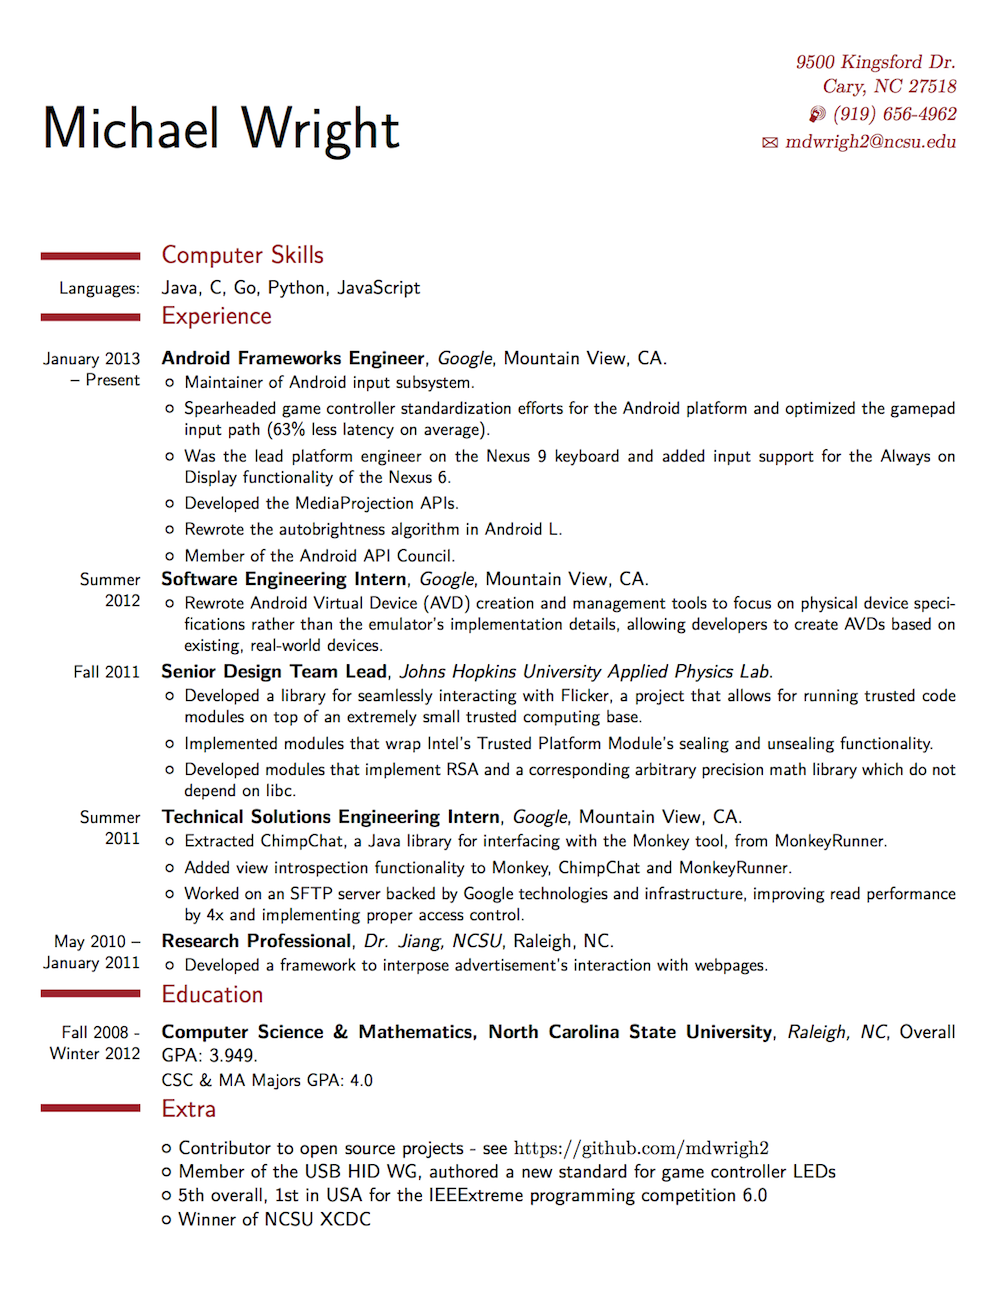 9500 Kingsford Dr.
Cary, NC 27518
(919) 656-4962
mdwrigh2@ncsu.edu
Michael Wright
Computer Skills
Languages: Java, C, Go, Python, JavaScript
Experience
January 2013 – Present Android Frameworks Engineer, Google, Mountain View, CA.
◦ Maintainer of Android input subsystem.
◦ Spearheaded game controller standardization efforts for the Android platform and optimized the gamepad
input path (63% less latency on average).
◦ Was the lead platform engineer on the Nexus 9 keyboard and added input support for the Always on
Display functionality of the Nexus 6.
◦ Developed the MediaProjection APIs.
◦ Rewrote the autobrightness algorithm in Android L.
◦ Member of the Android API Council.
Summer 2012 Software Engineering Intern, Google, Mountain View, CA.
◦ Rewrote Android Virtual Device (AVD) creation and management tools to focus on physical device speci-
fications rather than the emulator's implementation details, allowing developers to create AVDs based on
existing, real-world devices.
Fall 2011 Senior Design Team Lead, Johns Hopkins University Applied Physics Lab.
◦ Developed a library for seamlessly interacting with Flicker, a project that allows for running trusted code
modules on top of an extremely small trusted computing base.
◦ Implemented modules that wrap Intel's Trusted Platform Module's sealing and unsealing functionality.
◦ Developed modules that implement RSA and a corresponding arbitrary precision math library which do not
depend on libc.
Summer 2011 Technical Solutions Engineering Intern, Google, Mountain View, CA.
◦ Extracted ChimpChat, a Java library for interfacing with the Monkey tool, from MonkeyRunner.
◦ Added view introspection functionality to Monkey, ChimpChat and MonkeyRunner.
◦ Worked on an SFTP server backed by Google technologies and infrastructure, improving read performance
by 4x and implementing proper access control.
May 2010 – January 2011 Research Professional, Dr. Jiang, NCSU, Raleigh, NC.
◦ Developed a framework to interpose advertisement's interaction with webpages.
Education
Fall 2008 - Winter 2012 Computer Science & Mathematics, North Carolina State University, Raleigh, NC, Overall
GPA: 3.949.
CSC & MA Majors GPA: 4.0
Extra
◦ Contributor to open source projects - see https://github.com/mdwrigh2
◦ Member of the USB HID WG, authored a new standard for game controller LEDs
◦ 5th overall, 1st in USA for the IEEExtreme programming competition 6.0
◦ Winner of NCSU XCDC